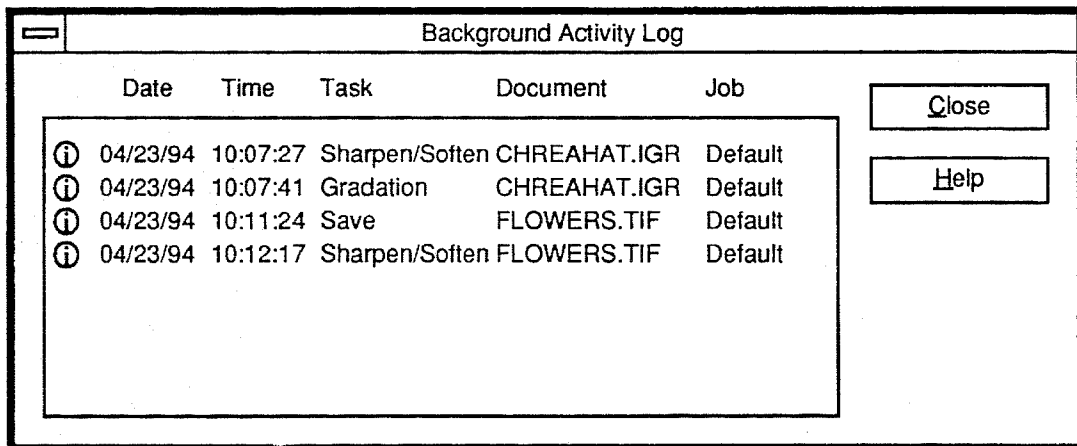 Background Activity Log
Date Time Task Document Job
Close
04/23/94 10:07:27 Sharpen/Soften CHREAHAT.IGR Default
04/23/94 10:07:41 Gradation CHREAHAT.IGR Default
Help
04/23/94 10:11:24 Save FLOWERS.TIF Default
04/23/94 10:12:17 Sharpen/Soften FLOWERS.TIF Default